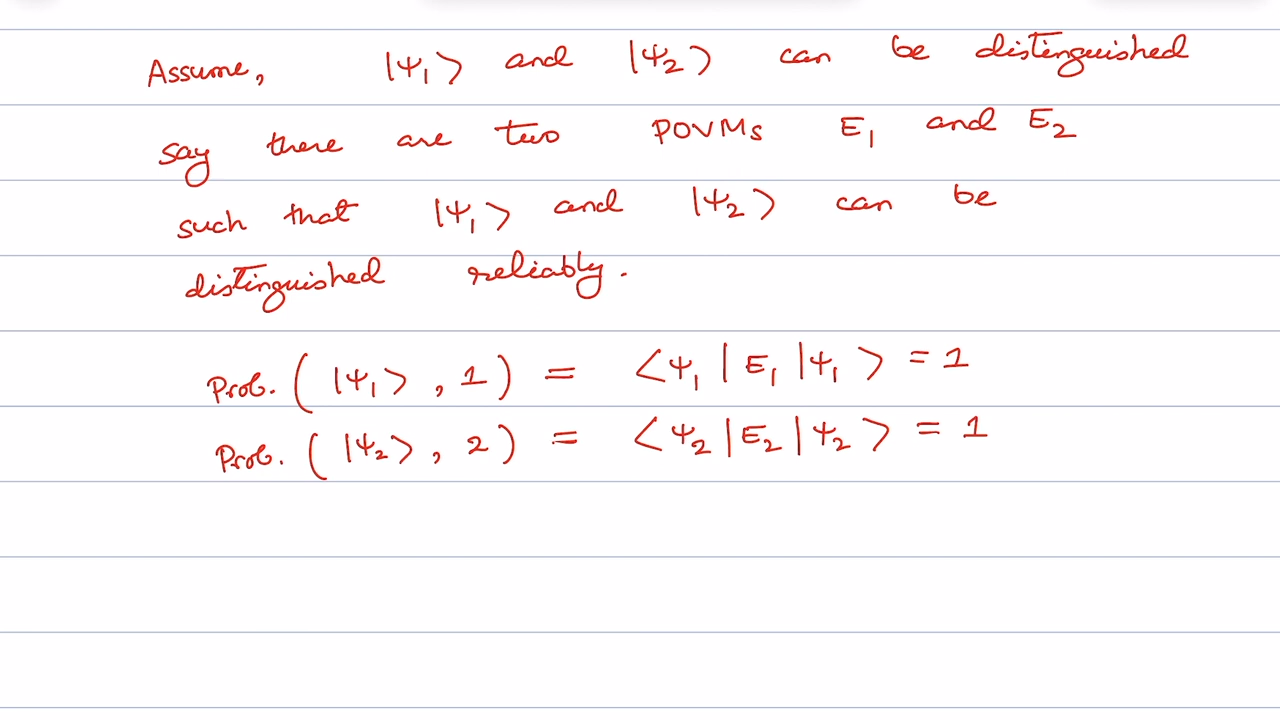 Assume, |Ψ₁⟩ and |Ψ₂⟩ can be distinguished
say there are two POVMs E₁ and E₂
such that |Ψ₁⟩ and |Ψ₂⟩ can be
distinguished reliably.
Prob. ( |Ψ₁⟩ , 1 ) = ⟨Ψ₁ | E₁ | Ψ₁⟩ = 1
Prob. ( |Ψ₂⟩ , 2 ) = ⟨Ψ₂ | E₂ | Ψ₂⟩ = 1